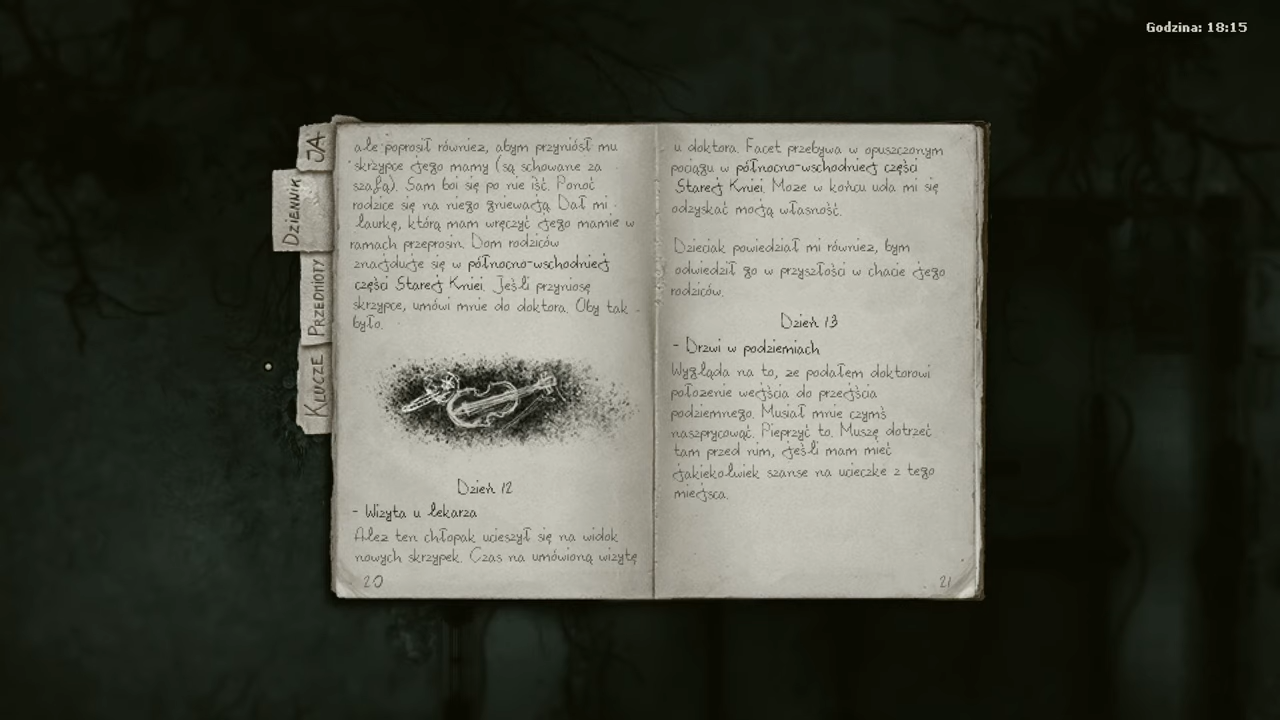 Godzina: 18:15
JA
DZIENNIK
PRZEDMIOTY
KLUCZE
ale poprosił również, abym przyniósł mu
skrzypce jego mamy (są schowane za
szafą). Sam boi się po nie iść. Ponoć
rodzice się na niego gniewają. Dał mi
laurkę, którą mam wręczyć jego mamie w
ramach przeprosin. Dom rodziców
znajduje się w północno-wschodniej
części Starej Kniei. Jeśli przyniosę
skrzypce, umówi mnie do doktora. Oby tak
było.
Dzień 12
- Wizyta u lekarza
Ależ ten chłopak ucieszył się na widok
nowych skrzypek. Czas na umówioną wizytę
20
u doktora. Facet przebywa w opuszczonym
pociągu w północno-wschodniej części
Starej Kniei. Może w końcu uda mi się
odzyskać moją własność.
Dzieciak powiedział mi również, bym
odwiedził go w przyszłości w chacie jego
rodziców.
Dzień 13
- Drzwi w podziemiach
Wygląda na to, że podałem doktorowi
położenie wejścia do przejścia
podziemnego. Musiał mnie czymś
naszprycować. Pieprzyć to. Muszę dotrzeć
tam przed nim, jeśli mam mieć
jakiekolwiek szanse na ucieczkę z tego
miejsca.
21